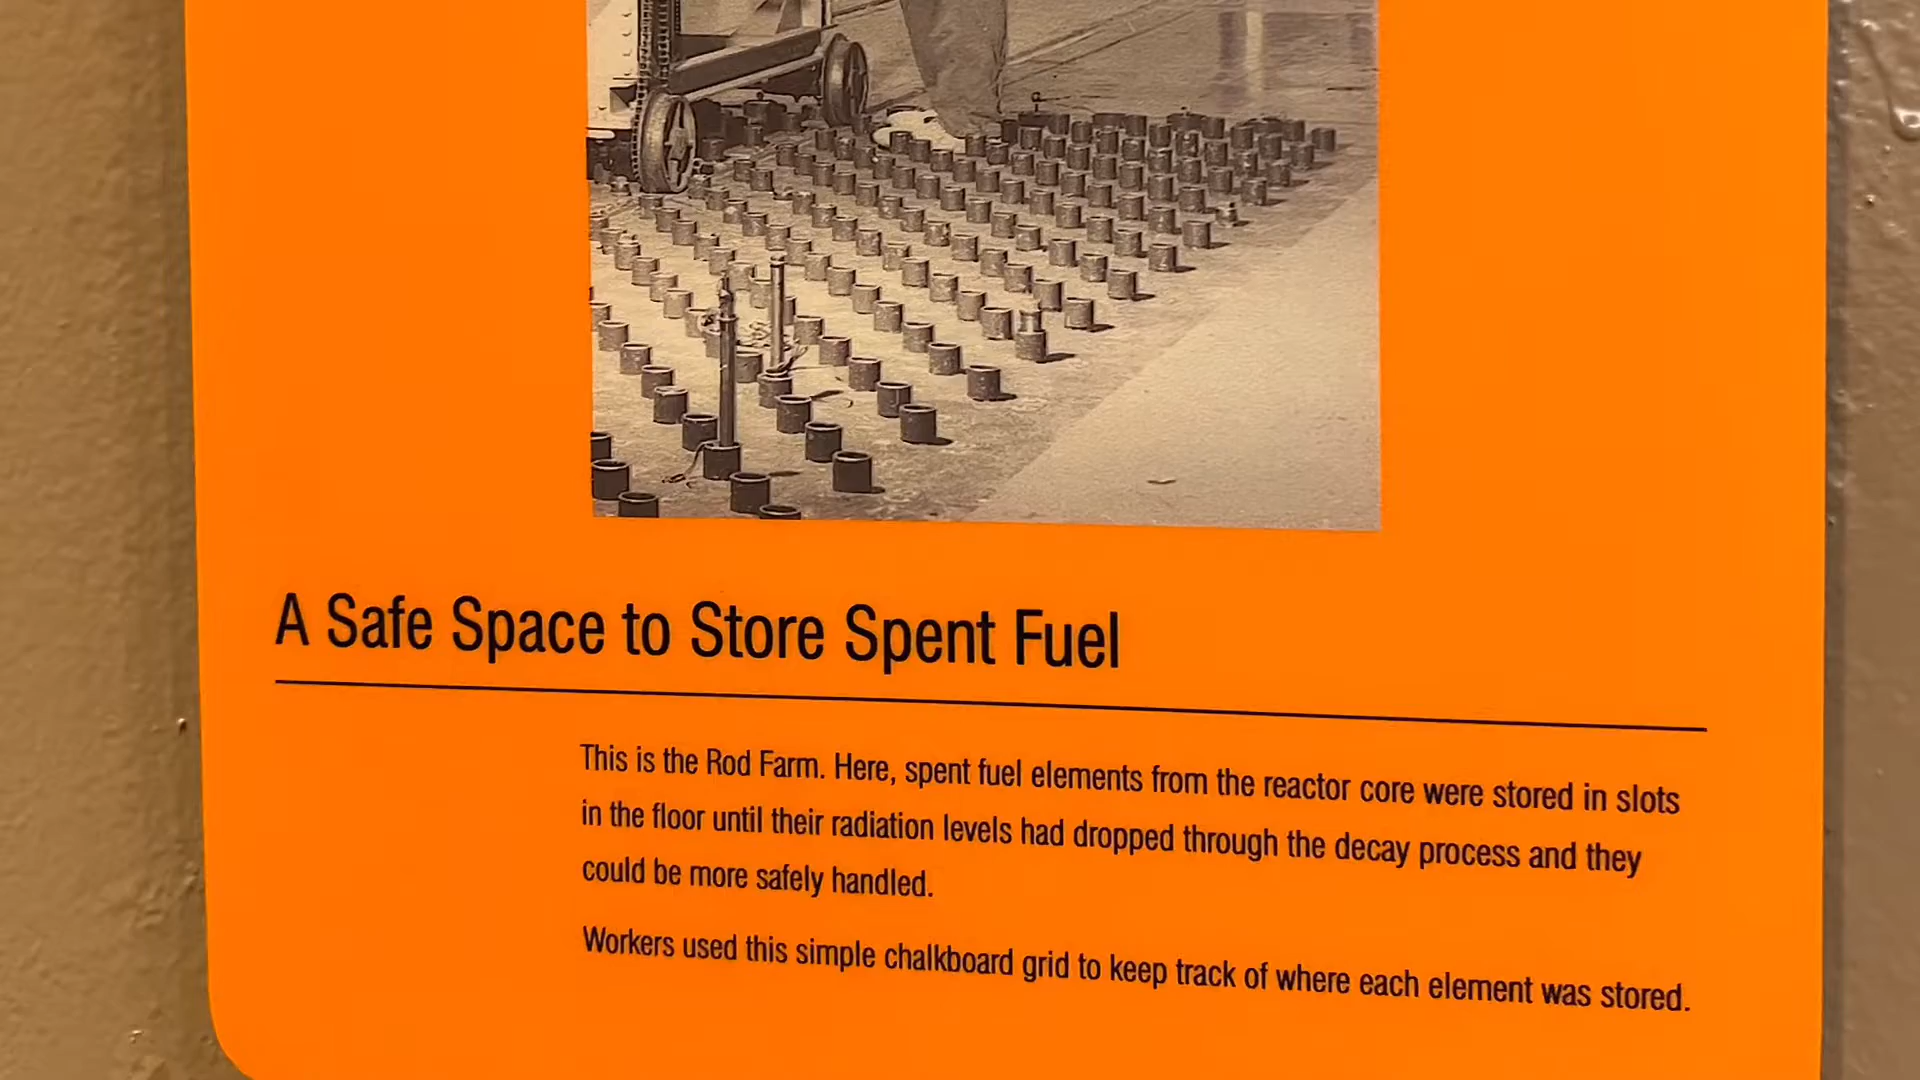 A Safe Space to Store Spent Fuel
This is the Rod Farm. Here, spent fuel elements from the reactor core were stored in slots
in the floor until their radiation levels had dropped through the decay process and they
could be more safely handled.
Workers used this simple chalkboard grid to keep track of where each element was stored.